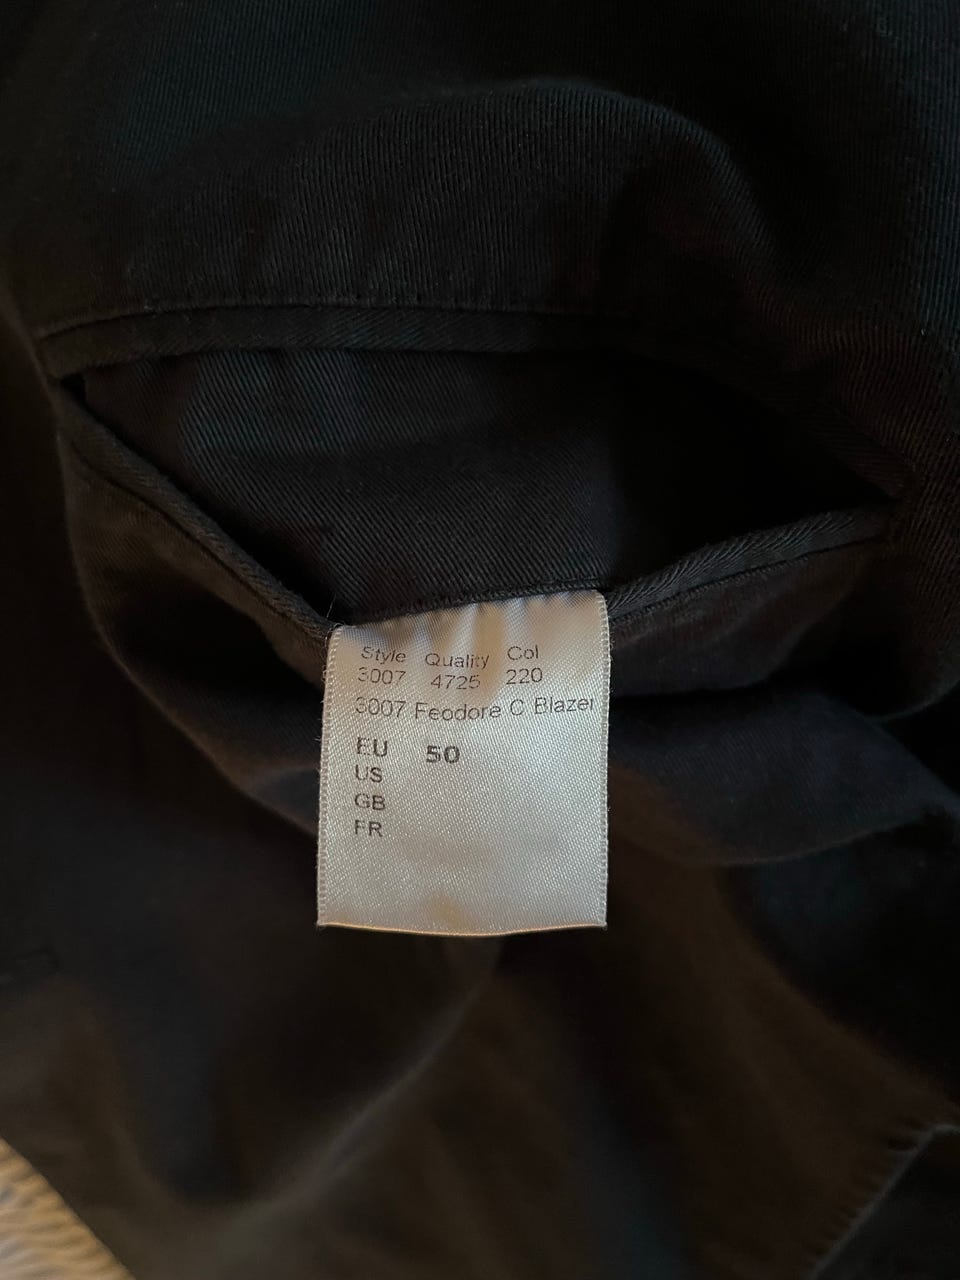 Style Quality Col
3007 4725 220
3007 Feodore C Blazer
EU 50
US
GB
FR